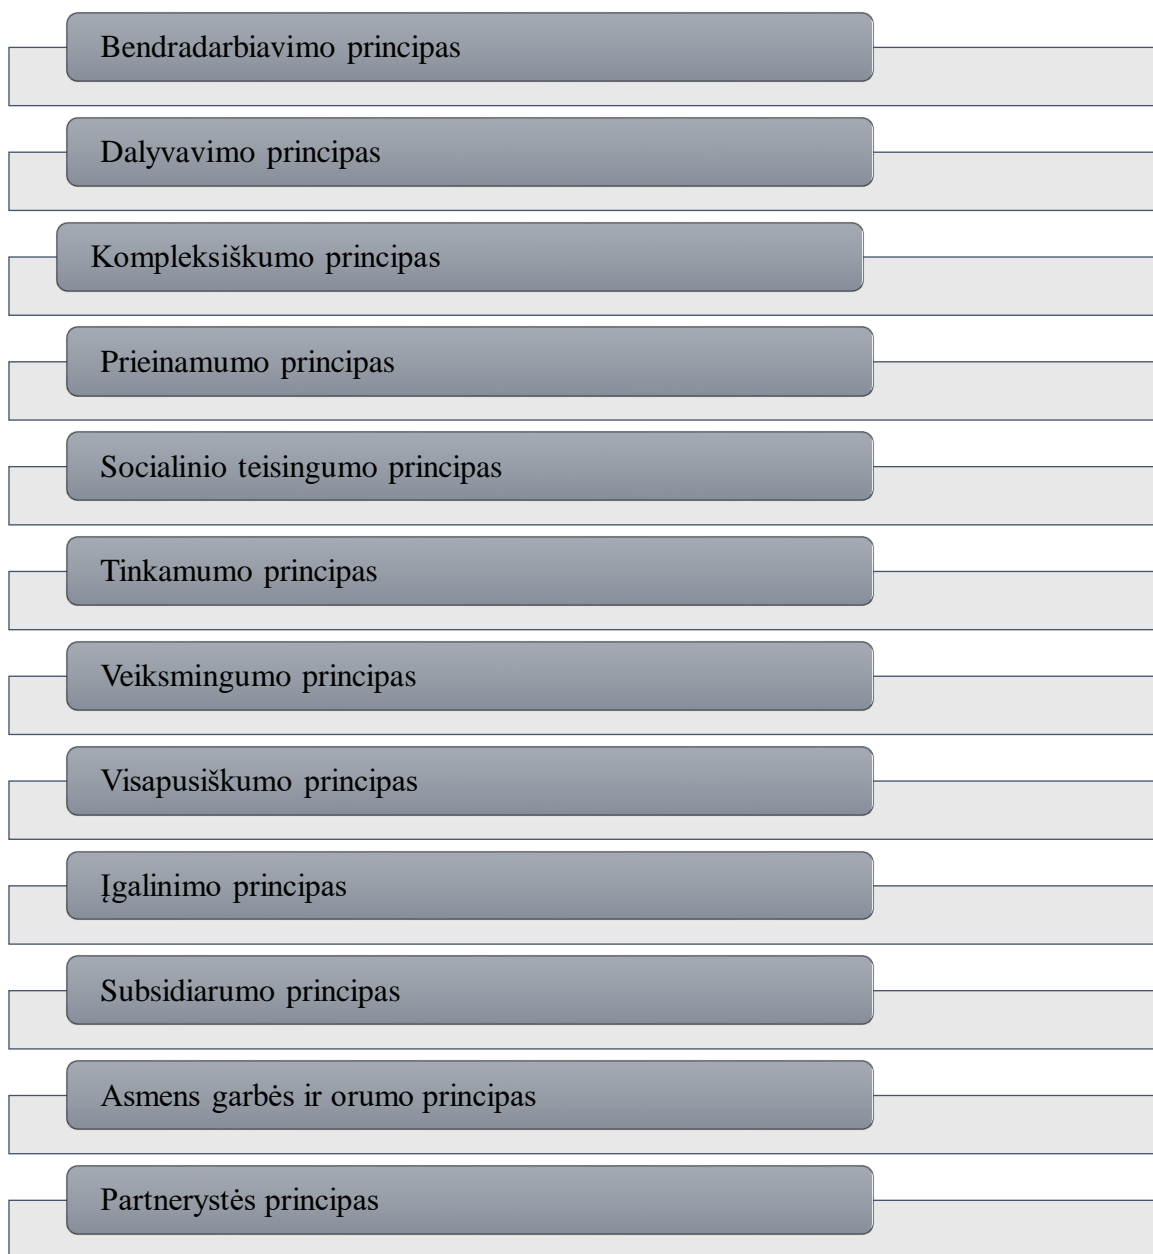 Bendradarbiavimo principas
Dalyvavimo principas
Kompleksiškumo principas
Prieinamumo principas
Socialinio teisingumo principas
Tinkamumo principas
Veiksmingumo principas
Visapusiškumo principas
Įgalinimo principas
Subsidiarumo principas
Asmens garbės ir orumo principas
Partnerystės principas